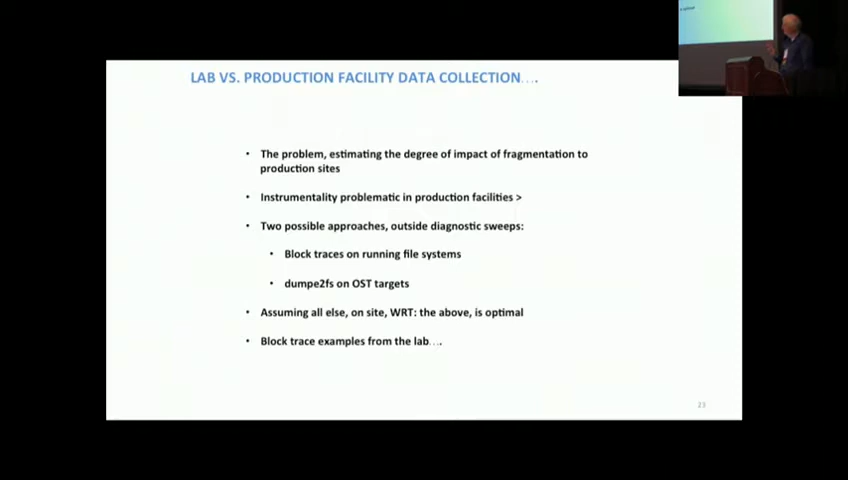 LAB VS. PRODUCTION FACILITY DATA COLLECTION….
• The problem, estimating the degree of impact of fragmentation to
production sites
• Instrumentality problematic in production facilities >
• Two possible approaches, outside diagnostic sweeps:
• Block traces on running file systems
• dumpe2fs on OST targets
• Assuming all else, on site, WRT: the above, is optimal
• Block trace examples from the lab….
23